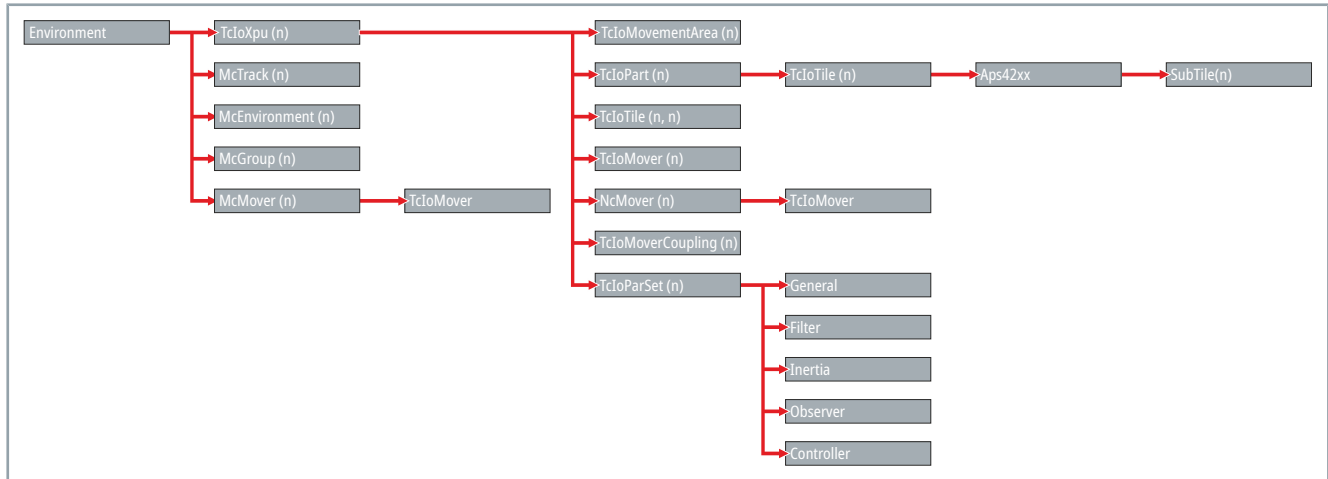 Environment
TcIoXpu (n)
TcIoMovementArea (n)
McTrack (n)
TcIoPart (n)
TcIoTile (n)
Aps42xx
SubTile(n)
McEnvironment (n)
TcIoTile (n, n)
McGroup (n)
TcIoMover (n)
McMover (n)
TcIoMover
NcMover (n)
TcIoMover
TcIoMoverCoupling (n)
TcIoParSet (n)
General
Filter
Inertia
Observer
Controller